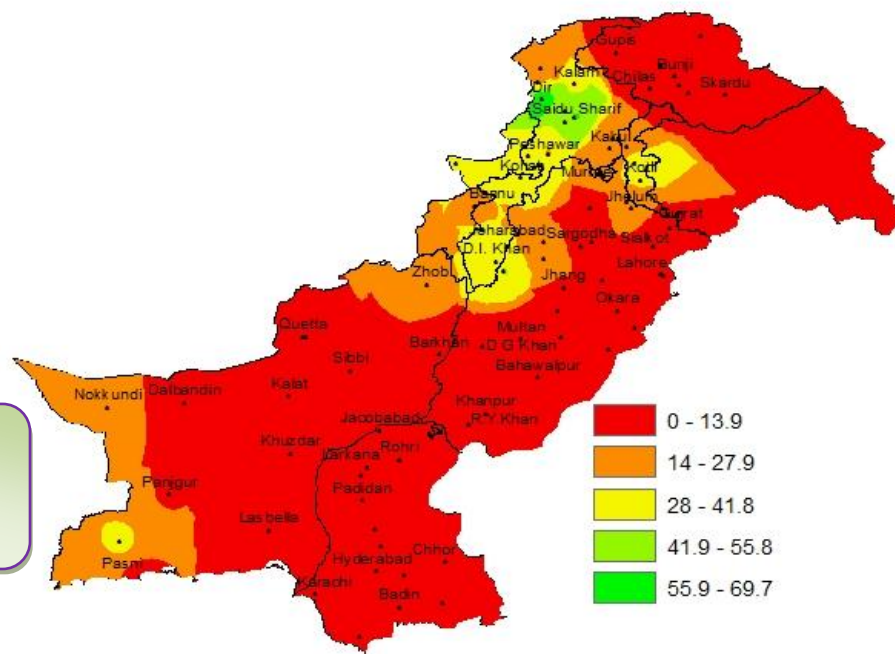 Gupis
Kalam
Chilas
Bunji
Skardu
Dir
Saidu Sharif
Kakul
Peshawar
Kohat
Murree
Kotli
Bannu
Jhelum
Joharabad
Sargodha
Sialkot
D.I. Khan
Lahore
Zhob
Jhang
Okara
Quetta
Multan
Barkhan
D G Khan
Sibbi
Bahawalpur
Nokkundi
Dalbandin
Kalat
Khanpur
R.Y.Khan
Jacobabad
Khuzdar
Rohri
Larkana
Panjgur
Padidan
Lasbella
Pasni
Hyderabad
Chhor
Karachi
Badin
0 - 13.9
14 - 27.9
28 - 41.8
41.9 - 55.8
55.9 - 69.7